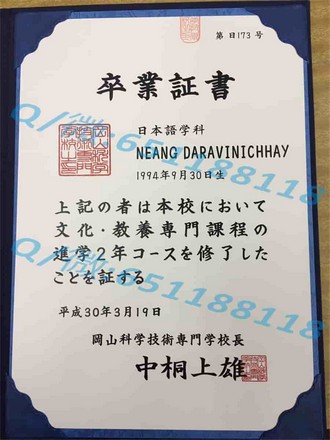 第日173号
卒業証書
日本語学科
NEANG DARAVINICHHAY
1994年9月30日生
上記の者は本校において
文化・教養専門課程の
進学2年コースを修了した
ことを証する
平成30年3月19日
岡山科学技術専門学校長
中桐上雄
Q/微:651188118
Q/微:651188118